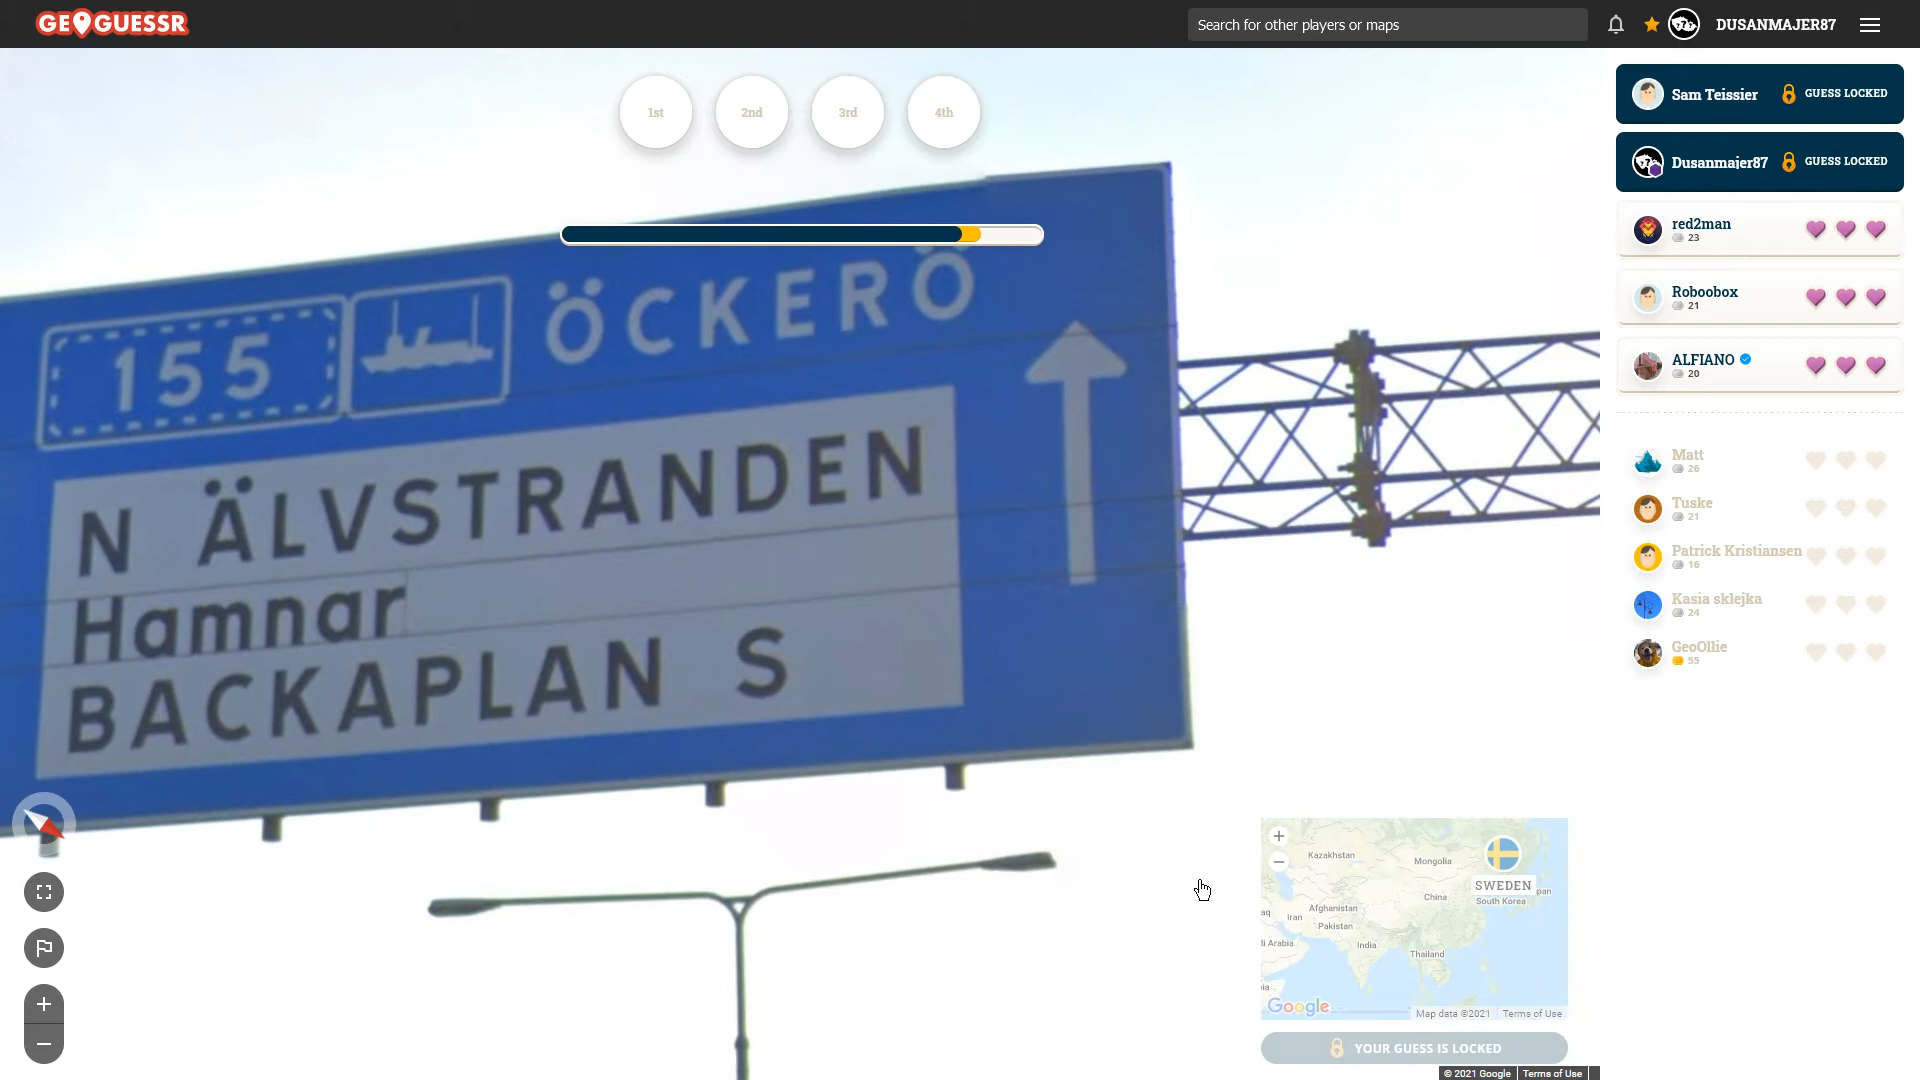 GEOGUESSR
Search for other players or maps
DUSANMAJER87
1st
2nd
3rd
4th
155
ÖCKERÖ
N ÄLVSTRANDEN
Hamnar
BACKAPLAN S
Sam Teissier
GUESS LOCKED
Dusanmajer87
GUESS LOCKED
red2man
23
Roboobox
21
ALFIANO
20
Matt
26
Tuske
21
Patrick Kristiansen
16
Kasia sklejka
24
GeoOllie
55
Kazakhstan
Mongolia
SWEDEN
pan
China
South Korea
aq
Iran
Afghanistan
Pakistan
i Arabia
India
Thailand
Google
Map data ©2021
Terms of Use
YOUR GUESS IS LOCKED
© 2021 Google
Terms of Use